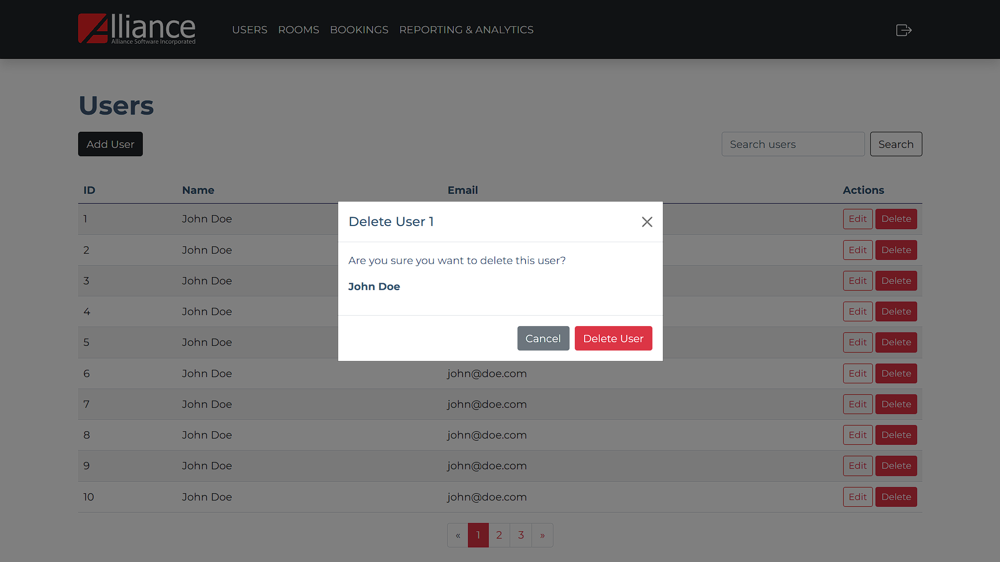 Alliance
Alliance Software Incorporated
USERS ROOMS BOOKINGS REPORTING & ANALYTICS
Users
Add User
Search users Search
ID Name Email Actions
1 John Doe Edit Delete
2 John Doe Edit Delete
3 John Doe Edit Delete
4 John Doe Edit Delete
5 John Doe Edit Delete
6 John Doe john@doe.com Edit Delete
7 John Doe john@doe.com Edit Delete
8 John Doe john@doe.com Edit Delete
9 John Doe john@doe.com Edit Delete
10 John Doe john@doe.com Edit Delete
Delete User 1
Are you sure you want to delete this user?
John Doe
Cancel Delete User
« 1 2 3 »